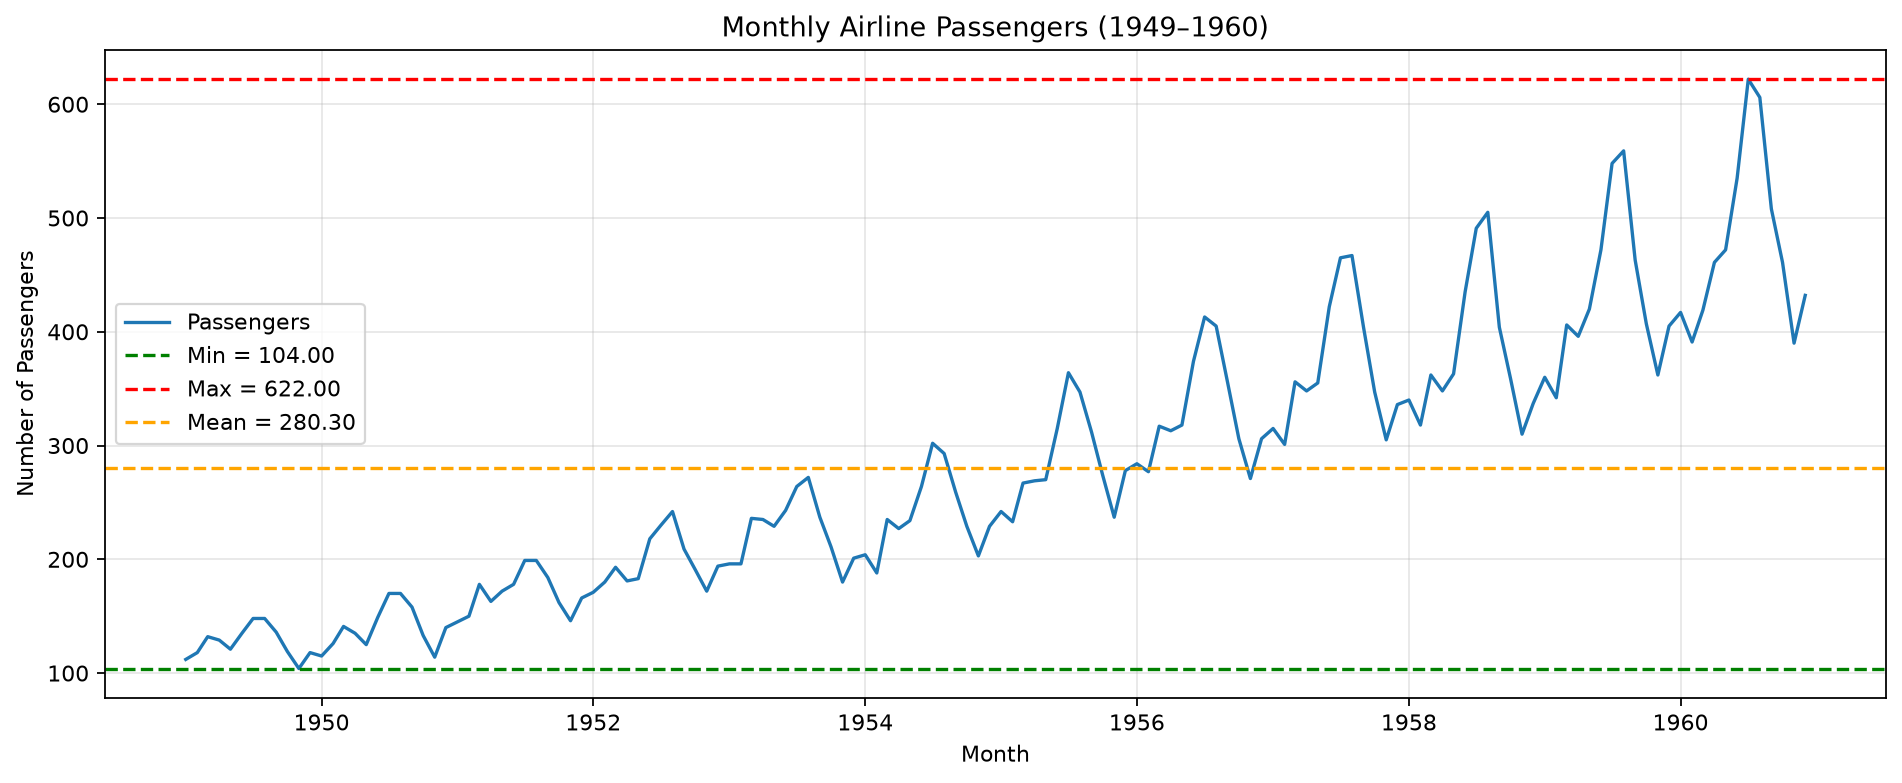 Monthly Airline Passengers (1949–1960)
Number of Passengers
600
500
400
300
200
100
Passengers
Min = 104.00
Max = 622.00
Mean = 280.30
1950 1952 1954 1956 1958 1960
Month